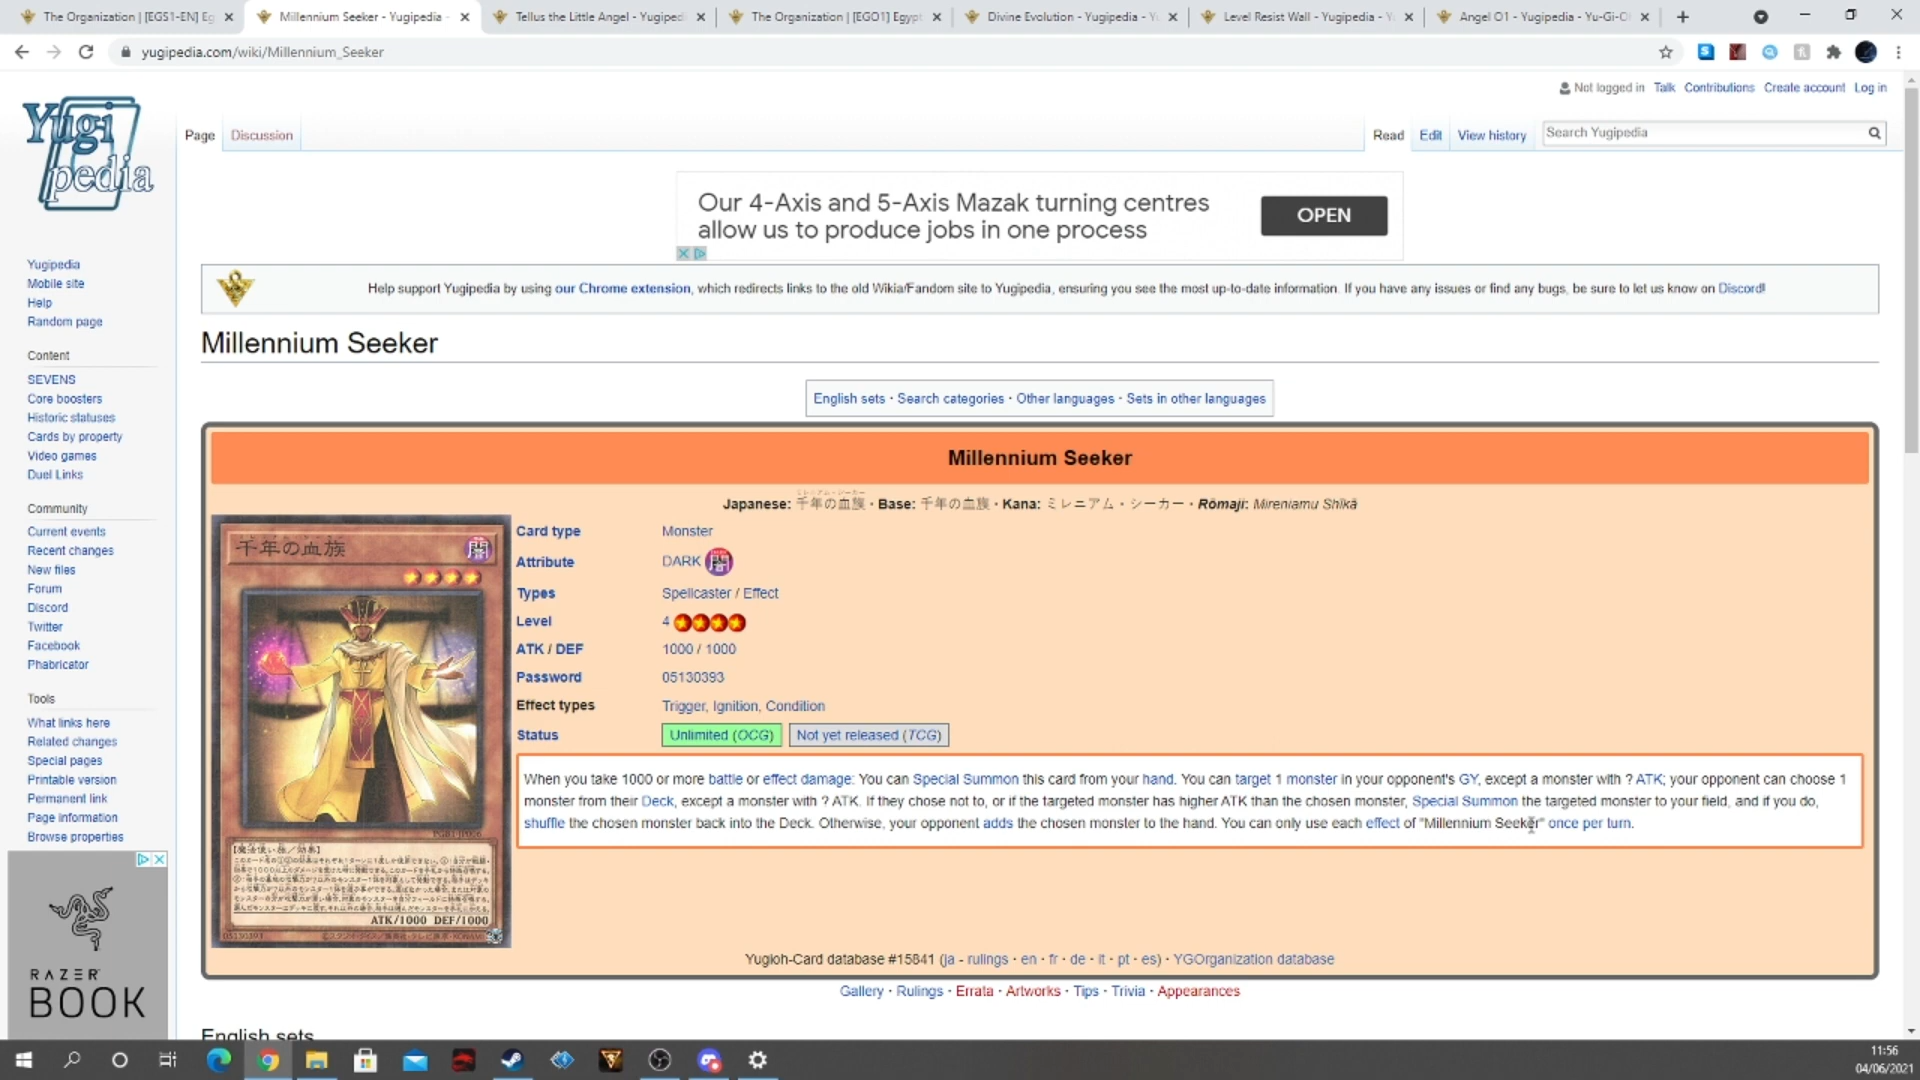 The Organization | [EGS1-EN] Eg
Millennium Seeker - Yugipedia -
Tellus the Little Angel - Yugiped
The Organization | [EGO1] Egypt
Divine Evolution - Yugipedia - Y
Level Resist Wall - Yugipedia - Y
Angel O1 - Yugipedia - Yu-Gi-O
yugipedia.com/wiki/Millennium_Seeker
Not logged in Talk Contributions Create account Log in
Yugi
pedia
Page Discussion Read Edit View history Search Yugipedia
Our 4-Axis and 5-Axis Mazak turning centres
allow us to produce jobs in one process
OPEN
Help support Yugipedia by using our Chrome extension, which redirects links to the old Wikia/Fandom site to Yugipedia, ensuring you see the most up-to-date information. If you have any issues or find any bugs, be sure to let us know on Discord!
Yugipedia
Mobile site
Help
Random page
Content
SEVENS
Core boosters
Historic statuses
Cards by property
Video games
Duel Links
Community
Current events
Recent changes
New files
Forum
Discord
Twitter
Facebook
Phabricator
Tools
What links here
Related changes
Special pages
Printable version
Permanent link
Page information
Browse properties
RAZER
BOOK
Millennium Seeker
English sets · Search categories · Other languages · Sets in other languages
Millennium Seeker
Japanese: 千年の血族 · Base: 千年の血族 · Kana: ミレニアム・シーカー · Rōmaji: Mireniamu Shīkā
千年の血族
闇
ATK/1000 DEF/1000
05130393
Card type Monster
Attribute DARK 闇
Types Spellcaster / Effect
Level 4
ATK / DEF 1000 / 1000
Password 05130393
Effect types Trigger, Ignition, Condition
Status Unlimited (OCG) Not yet released (TCG)
When you take 1000 or more battle or effect damage: You can Special Summon this card from your hand. You can target 1 monster in your opponent's GY, except a monster with ? ATK; your opponent can choose 1
monster from their Deck, except a monster with ? ATK. If they chose not to, or if the targeted monster has higher ATK than the chosen monster, Special Summon the targeted monster to your field, and if you do,
shuffle the chosen monster back into the Deck. Otherwise, your opponent adds the chosen monster to the hand. You can only use each effect of "Millennium Seeker" once per turn.
Yugioh-Card database #15841 (ja - rulings · en · fr · de · it · pt · es) · YGOrganization database
Gallery · Rulings · Errata · Artworks · Tips · Trivia · Appearances
English sets
11:56
04/06/2021